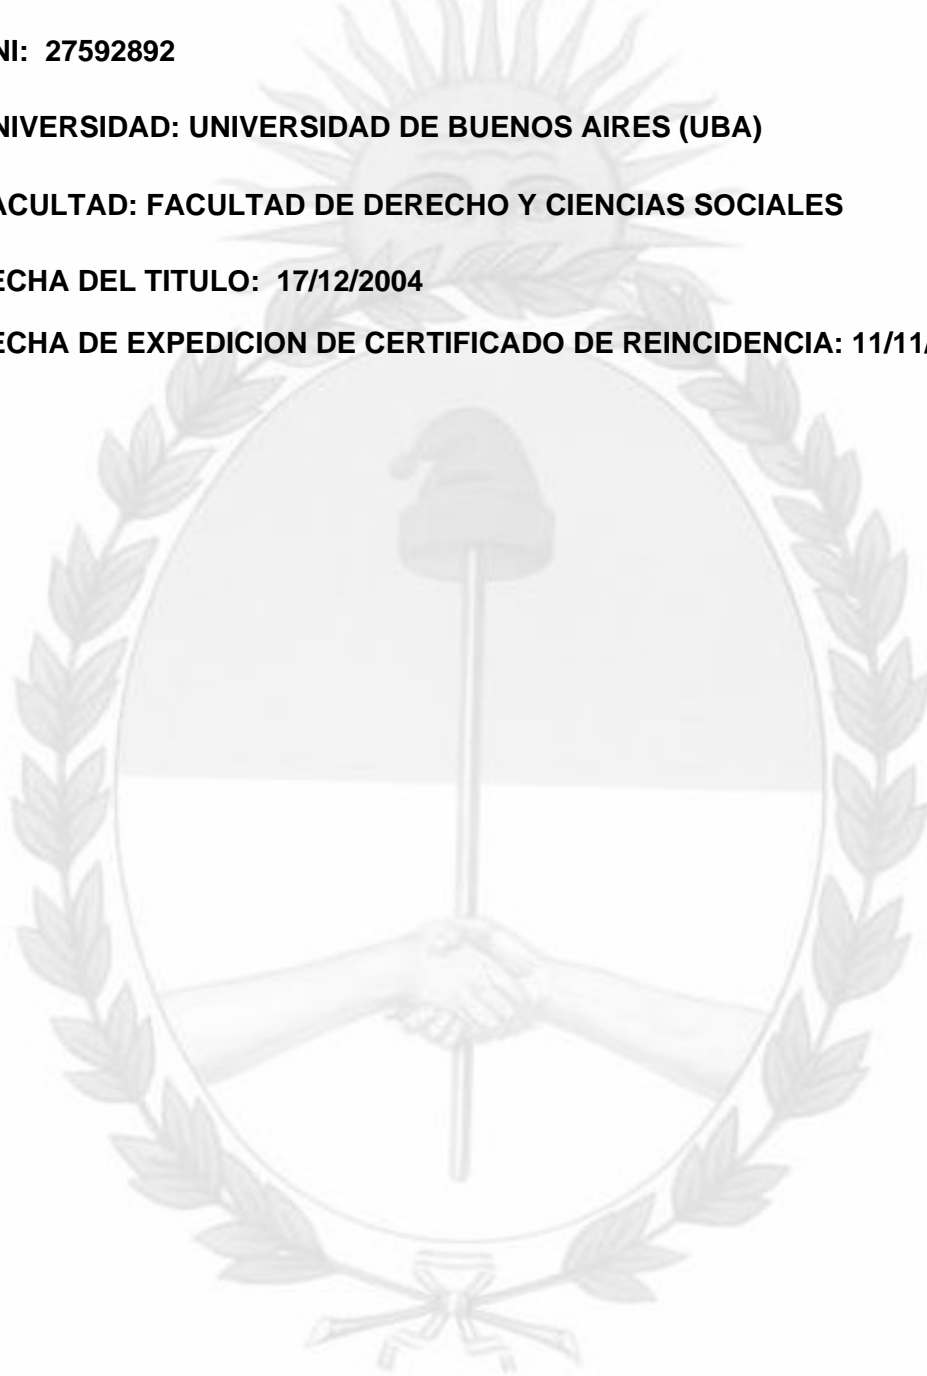 NI: 27592892
NIVERSIDAD: UNIVERSIDAD DE BUENOS AIRES (UBA)
ACULTAD: FACULTAD DE DERECHO Y CIENCIAS SOCIALES
ECHA DEL TITULO: 17/12/2004
ECHA DE EXPEDICION DE CERTIFICADO DE REINCIDENCIA: 11/11/